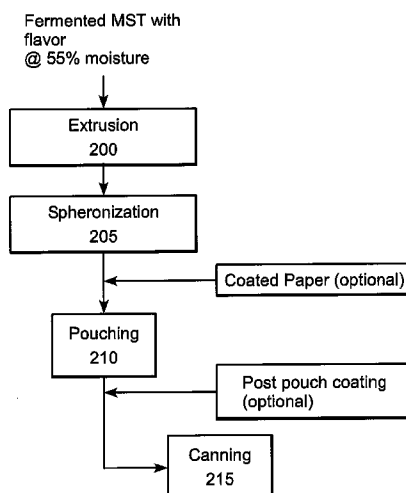 Fermented MST with
flavor
@ 55% moisture
Extrusion
200
Spheronization
205
Coated Paper (optional)
Pouching
210
Post pouch coating
(optional)
Canning
215